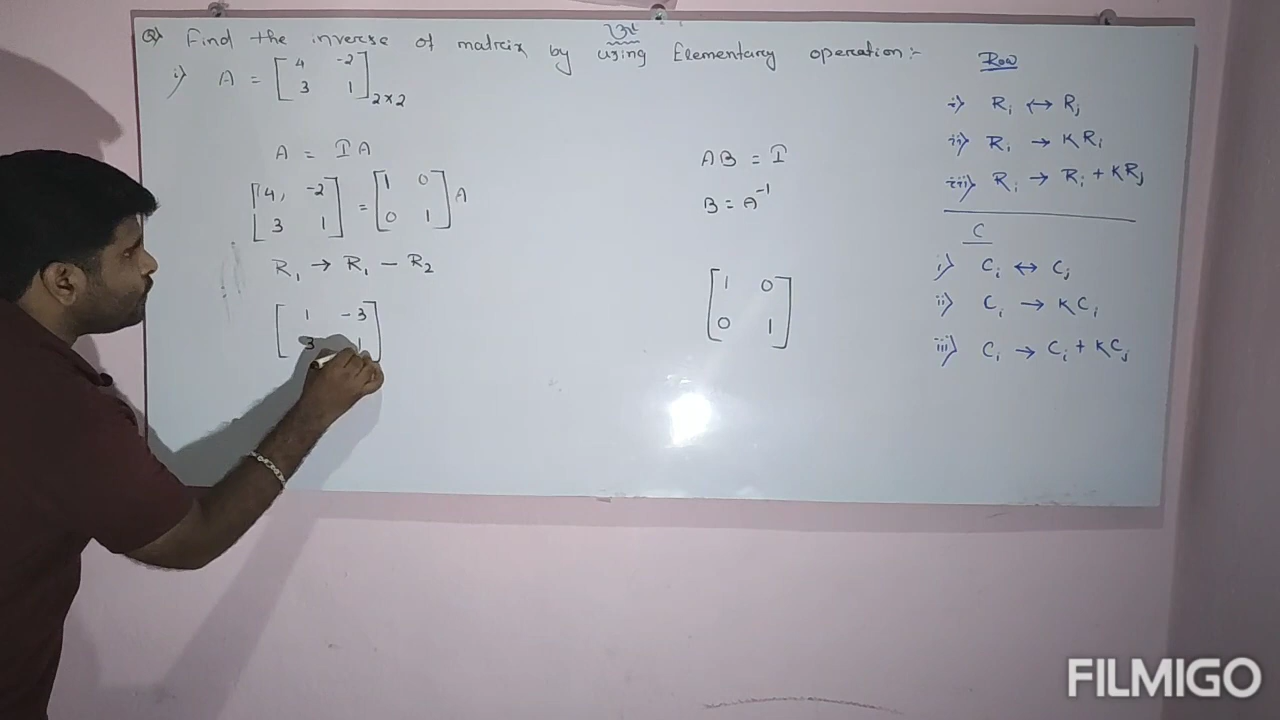 Q) Find the inverse of matrix by using Elementary operation :-
i) A = [ 4 -2
3 1 ] 2×2
A = IA
[ 4, -2
3 1 ] = [ 1 0
0 1 ] A
R₁ → R₁ - R₂
[ 1 -3
3 1 ]
AB = I
B = A⁻¹
[ 1 0
0 1 ]
Row
i) Rᵢ ↔ Rⱼ
ii) Rᵢ → KRᵢ
iii) Rᵢ → Rᵢ + KRⱼ
C
i) Cᵢ ↔ Cⱼ
ii) Cᵢ → KCᵢ
iii) Cᵢ → Cᵢ + KCⱼ
FILMIGO